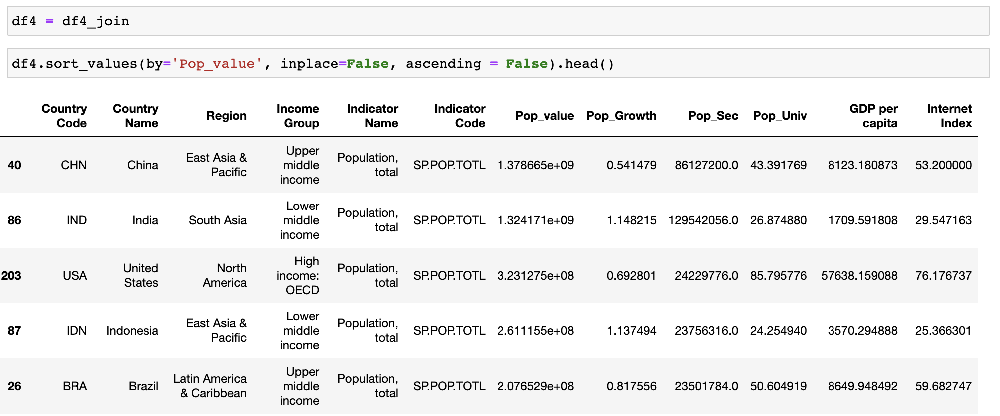 df4 = df4_join
df4.sort_values(by='Pop_value', inplace=False, ascending = False).head()
Country Code Country Name Region Income Group Indicator Name Indicator Code Pop_value Pop_Growth Pop_Sec Pop_Univ GDP per capita Internet Index
40 CHN China East Asia & Pacific Upper middle income Population, total SP.POP.TOTL 1.378665e+09 0.541479 86127200.0 43.391769 8123.180873 53.200000
86 IND India South Asia Lower middle income Population, total SP.POP.TOTL 1.324171e+09 1.148215 129542056.0 26.874880 1709.591808 29.547163
203 USA United States North America High income: OECD Population, total SP.POP.TOTL 3.231275e+08 0.692801 24229776.0 85.795776 57638.159088 76.176737
87 IDN Indonesia East Asia & Pacific Lower middle income Population, total SP.POP.TOTL 2.611155e+08 1.137494 23756316.0 24.254940 3570.294888 25.366301
26 BRA Brazil Latin America & Caribbean Upper middle income Population, total SP.POP.TOTL 2.076529e+08 0.817556 23501784.0 50.604919 8649.948492 59.682747